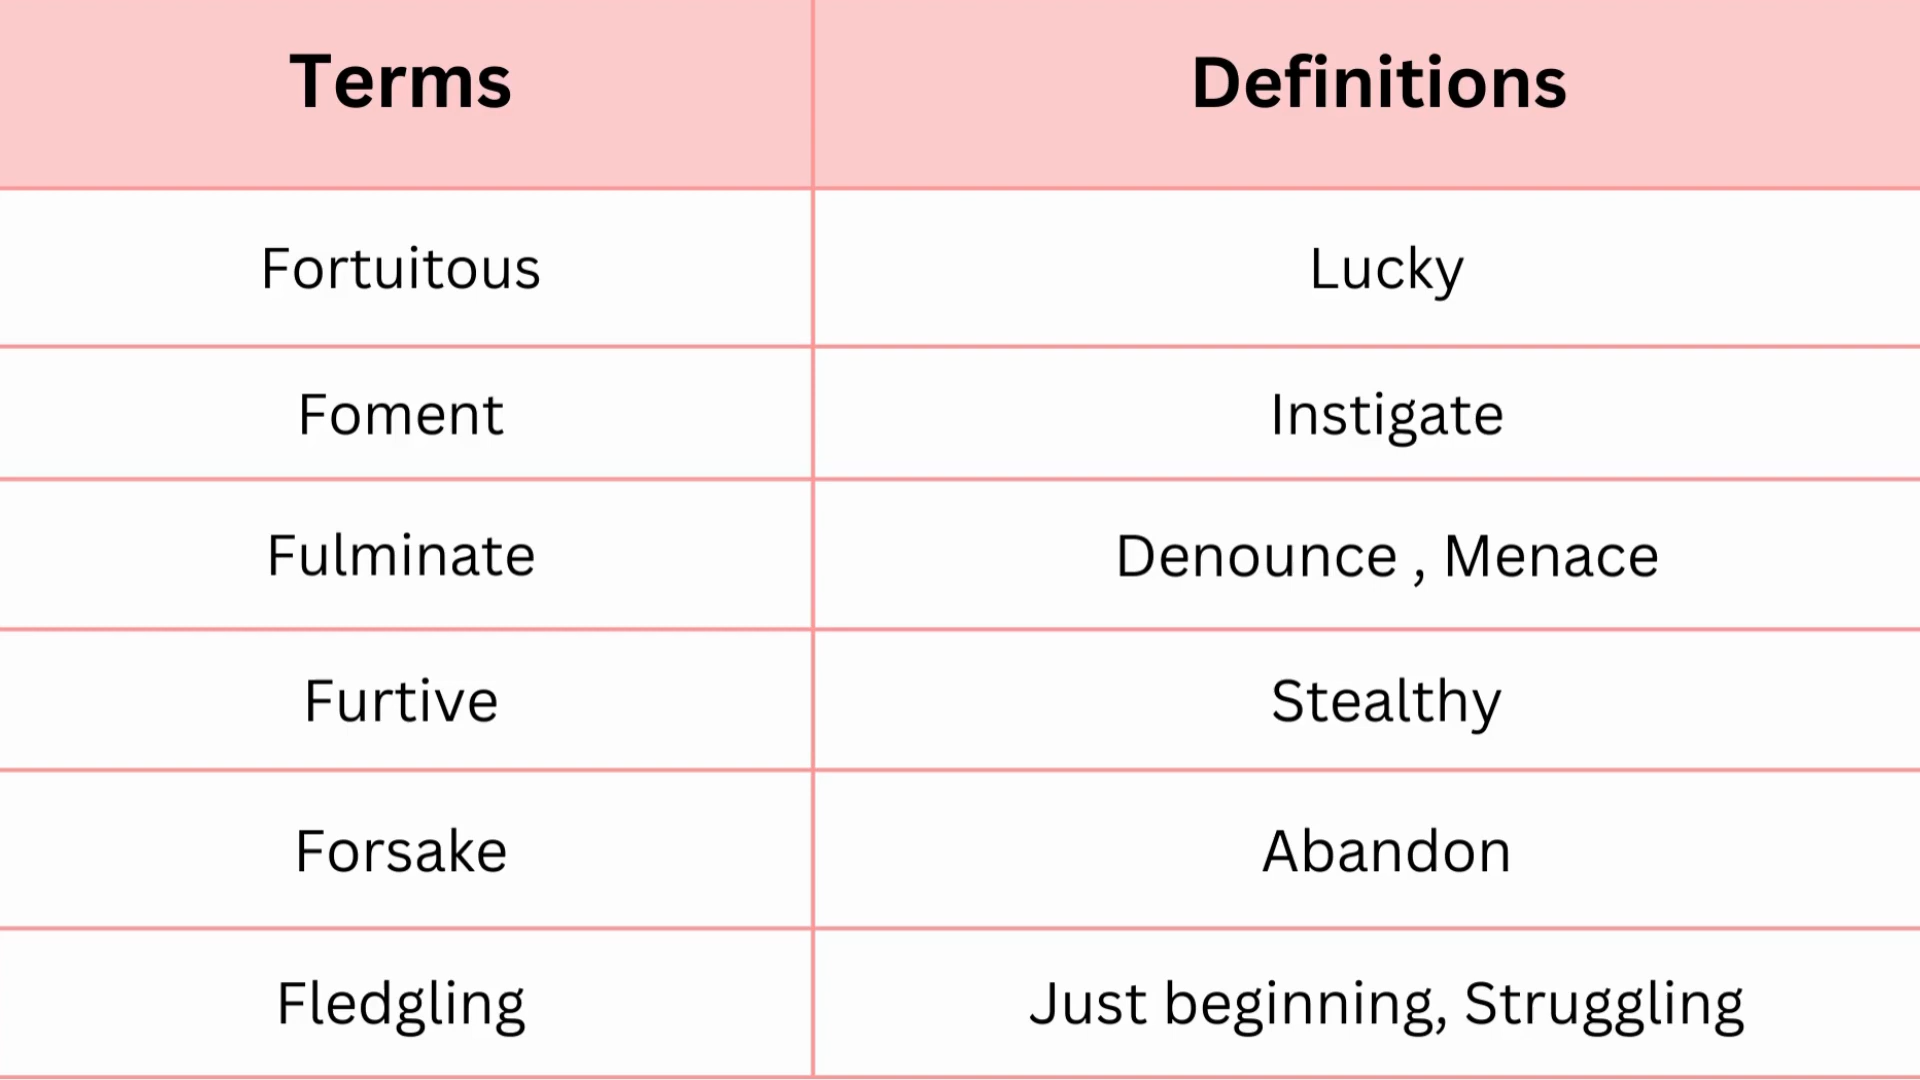 Terms Definitions
Fortuitous Lucky
Foment Instigate
Fulminate Denounce , Menace
Furtive Stealthy
Forsake Abandon
Fledgling Just beginning, Struggling